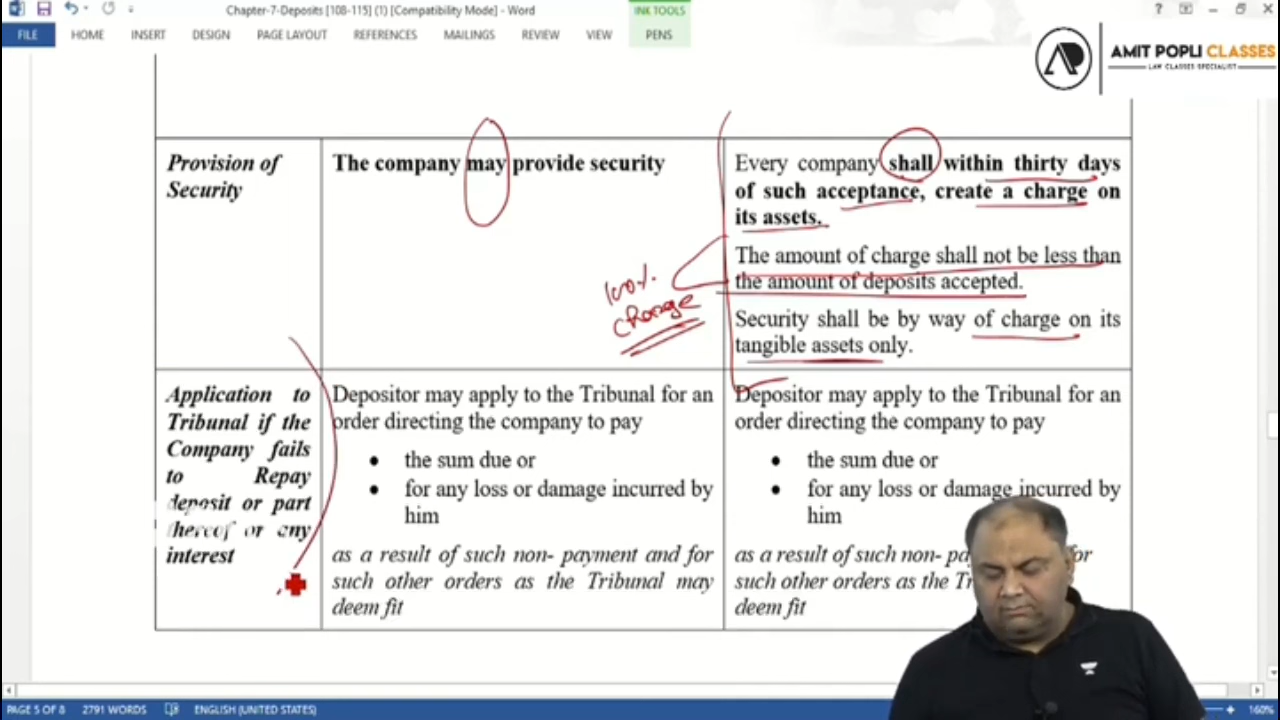 Chapter-7-Deposits [108-115] (1) [Compatibility Mode] - Word
INK TOOLS
FILE
HOME
INSERT
DESIGN
PAGE LAYOUT
REFERENCES
MAILINGS
REVIEW
VIEW
PENS
AMIT POPLI CLASSES
LAW CLASSES SPECIALIST
Provision of
Security
The company may provide security
Every company shall within thirty days
of such acceptance, create a charge on
its assets.
The amount of charge shall not be less than
the amount of deposits accepted.
Security shall be by way of charge on its
tangible assets only.
100%
charge
Application to
Tribunal if the
Company fails
to Repay
deposit or part
thereof or any
interest
Depositor may apply to the Tribunal for an
order directing the company to pay
• the sum due or
• for any loss or damage incurred by
him
as a result of such non- payment and for
such other orders as the Tribunal may
deem fit
Depositor may apply to the Tribunal for an
order directing the company to pay
• the sum due or
• for any loss or damage incurred by
him
as a result of such non- for
such other orders as the
deem fit
PAGE 5 OF 8
2791 WORDS
ENGLISH (UNITED STATES)
160%